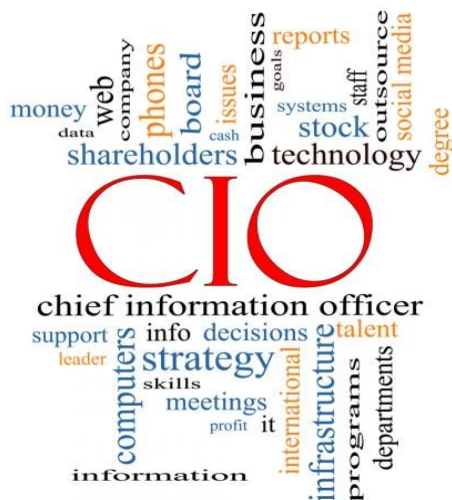 reports
money
data
web
company
phones
board
issues
cash
business
goals
systems
stock
staff
outsource
social media
degree
shareholders
technology
CIO
chief information officer
support
info
decisions
talent
leader
computers
strategy
skills
meetings
profit
it
international
infrastructure
programs
departments
information